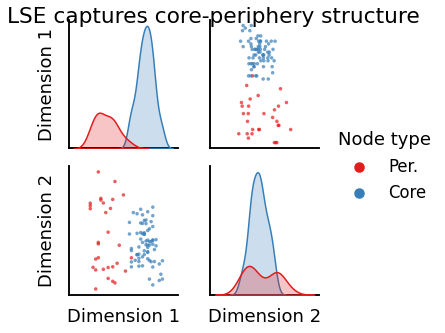 LSE captures core-periphery structure
Dimension 1
Node type
Per.
Core
Dimension 2
Dimension 1
Dimension 2